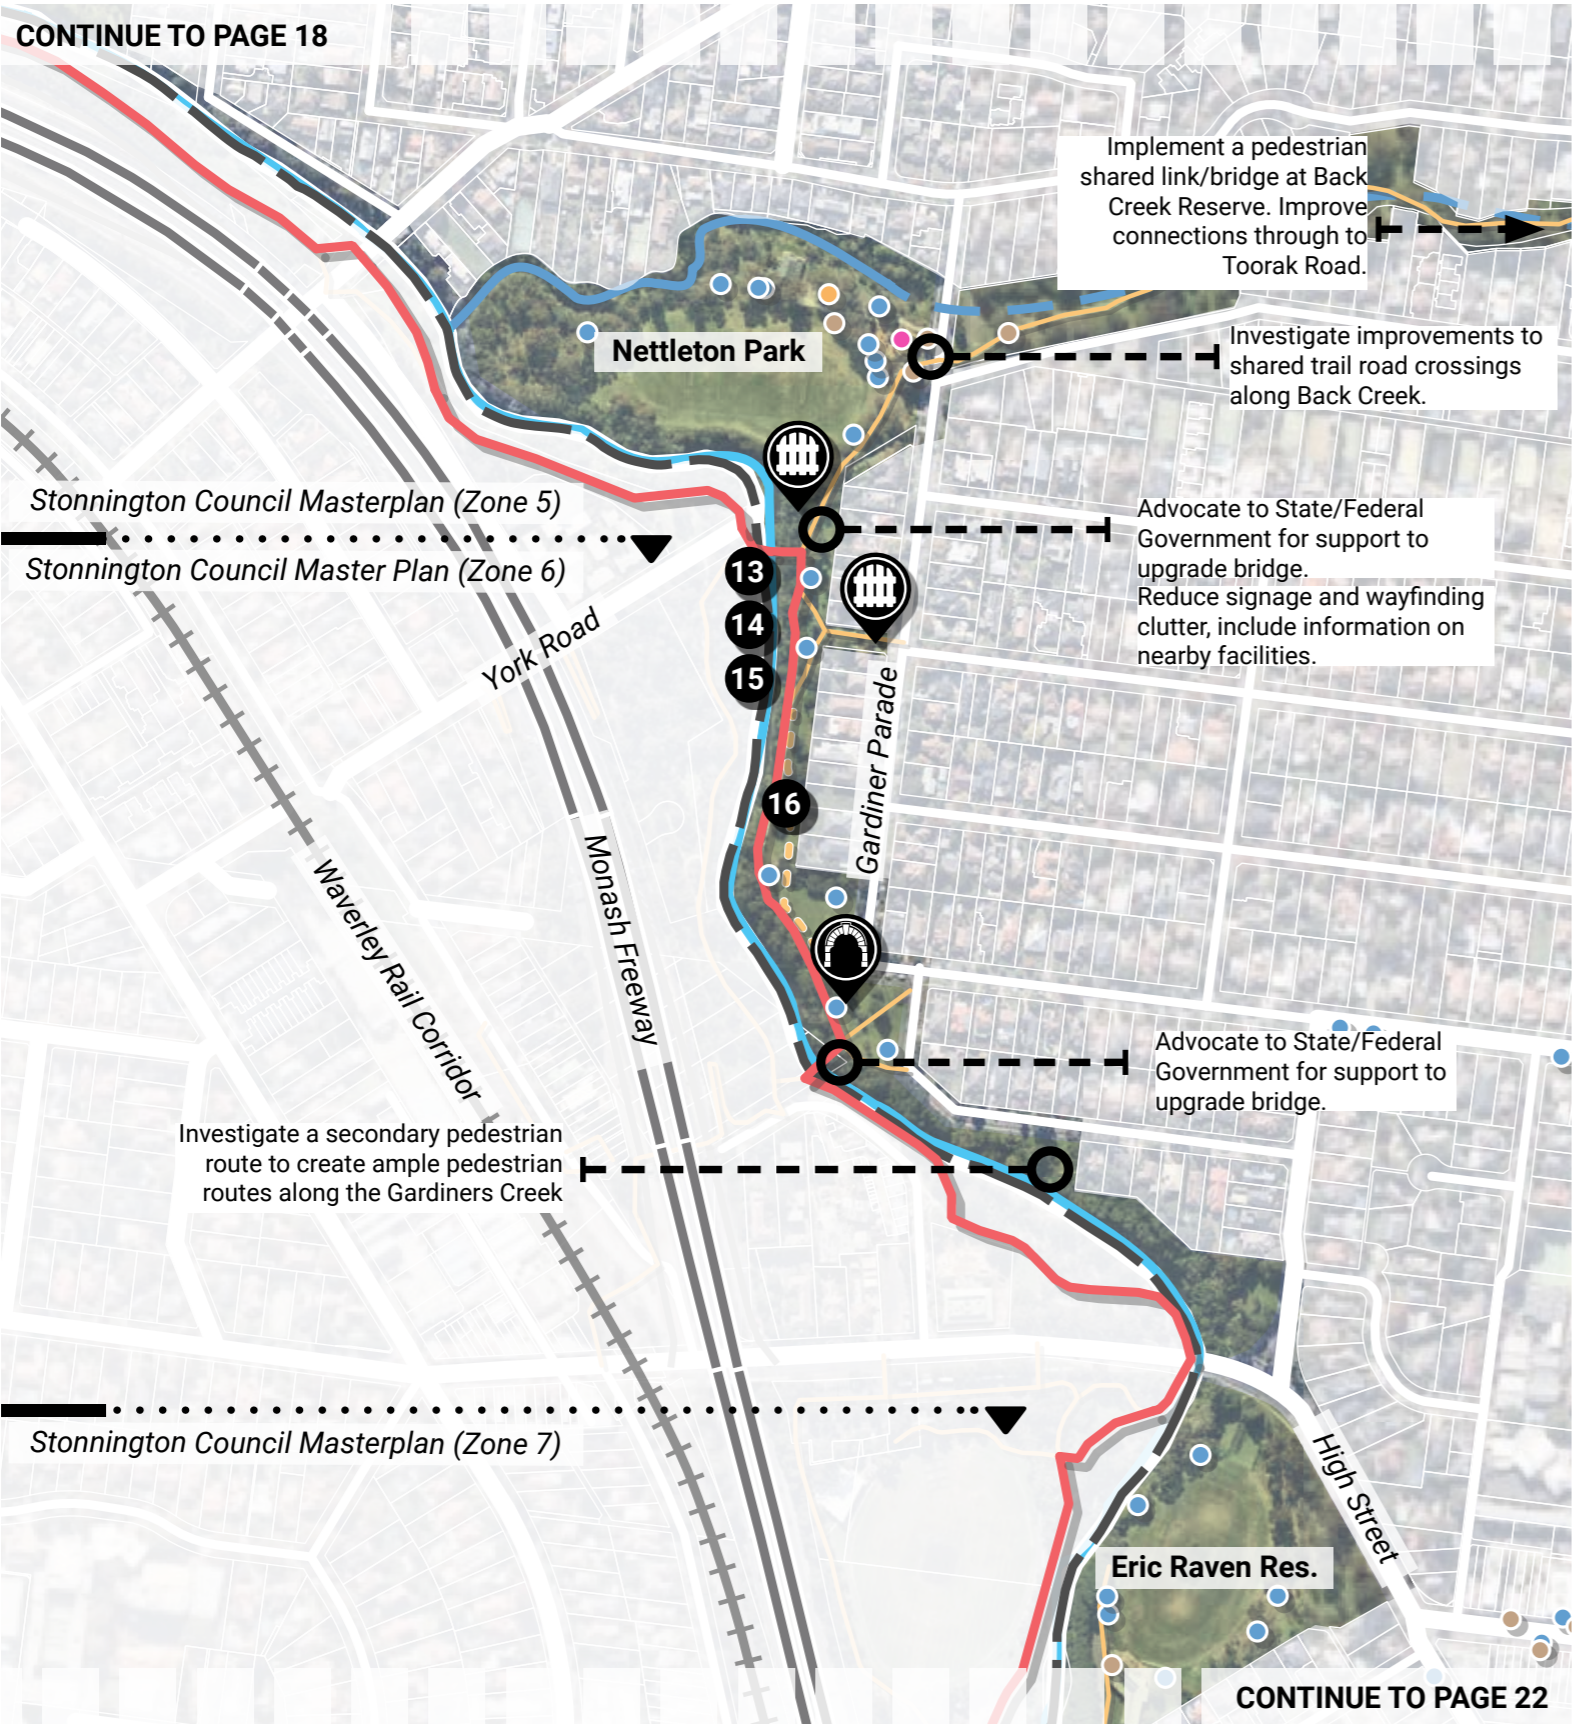 CONTINUE TO PAGE 18
Implement a pedestrian
shared link/bridge at Back
Creek Reserve. Improve
connections through to
Toorak Road.
Nettleton Park
Investigate improvements to
shared trail road crossings
along Back Creek.
Stonnington Council Masterplan (Zone 5)
Stonnington Council Master Plan (Zone 6)
Advocate to State/Federal
Government for support to
upgrade bridge.
Reduce signage and wayfinding
clutter, include information on
nearby facilities.
13
14
15
York Road
Gardiner Parade
16
Monash Freeway
Waverley Rail Corridor
Advocate to State/Federal
Government for support to
upgrade bridge.
Investigate a secondary pedestrian
route to create ample pedestrian
routes along the Gardiners Creek
Stonnington Council Masterplan (Zone 7)
High Street
Eric Raven Res.
CONTINUE TO PAGE 22